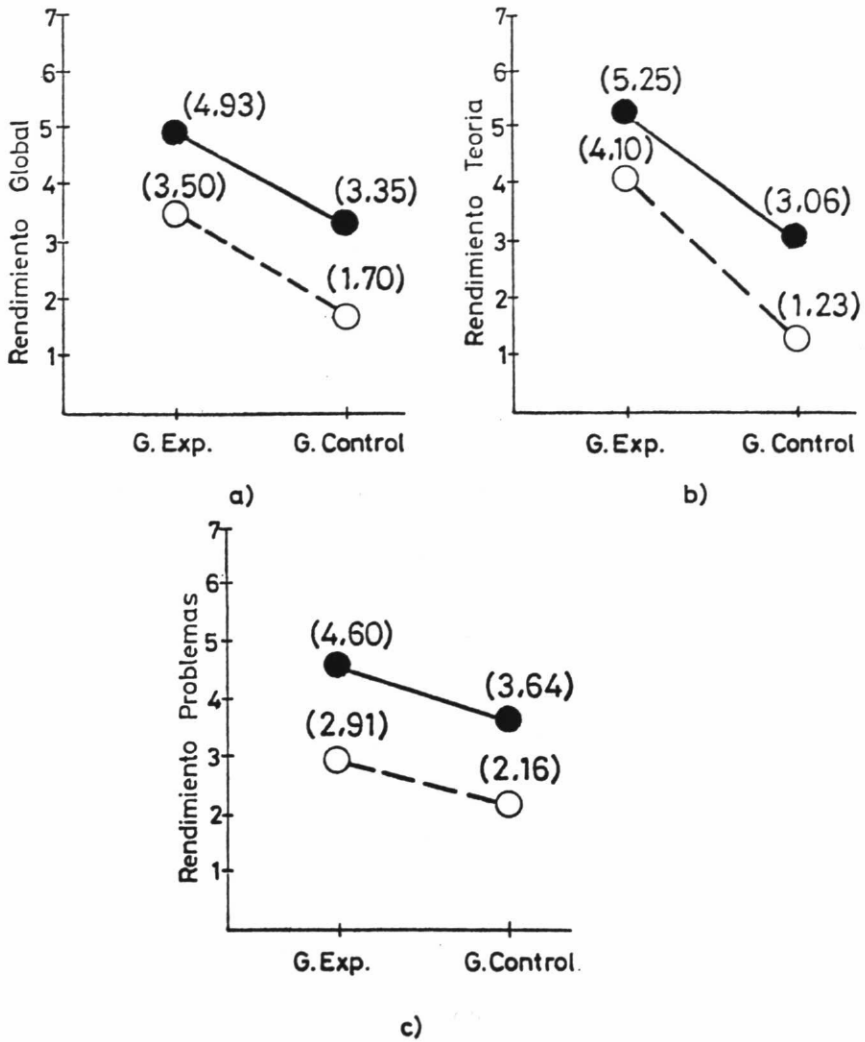 7
6
5
4
3
2
1
Rendimiento Global
(4,93)
(3,50)
(3,35)
(1,70)
G.Exp.
G.Control
a)
7
6
5
4
3
2
1
Rendimiento Teoria
(5,25)
(4,10)
(3,06)
(1,23)
G.Exp.
G.Control
b)
7
6
5
4
3
2
1
Rendimiento Problemas
(4,60)
(3,64)
(2,91)
(2,16)
G.Exp.
G.Control.
c)